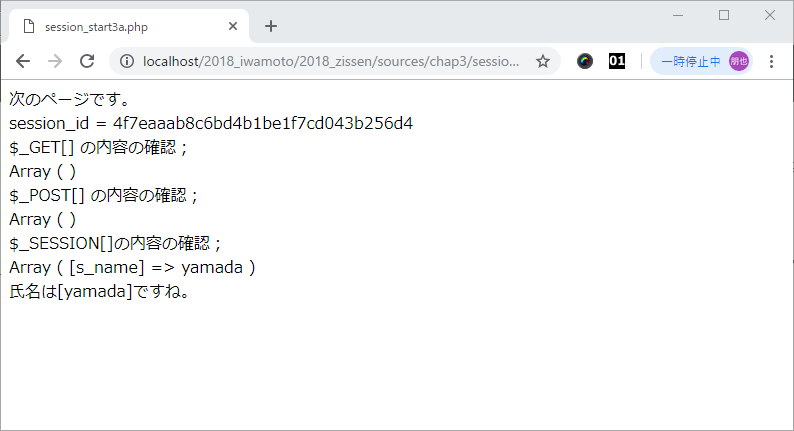 session_start3a.php
localhost/2018_iwamoto/2018_zissen/sources/chap3/sessio...
01
一時停止中
朋也
次のページです。
session_id = 4f7eaaab8c6bd4b1be1f7cd043b256d4
$_GET[] の内容の確認；
Array ( )
$_POST[] の内容の確認；
Array ( )
$_SESSION[]の内容の確認；
Array ( [s_name] => yamada )
氏名は[yamada]ですね。